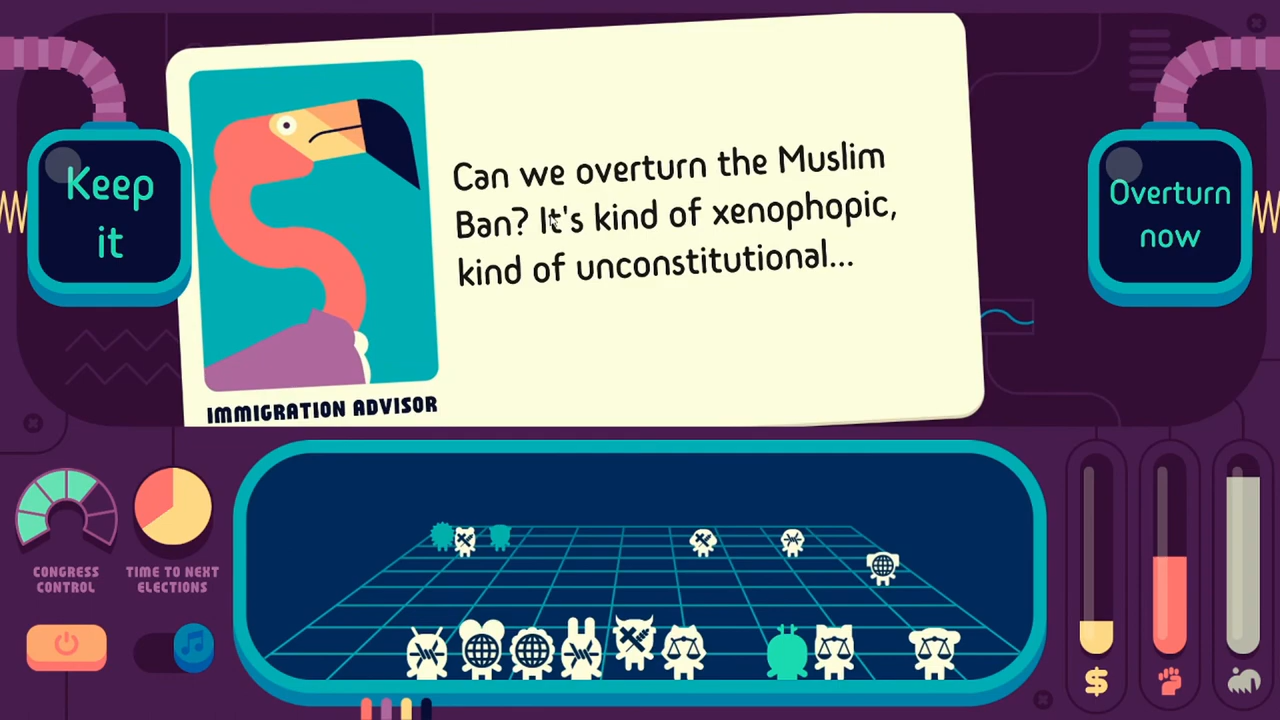 Keep
it
Can we overturn the Muslim
Ban? It's kind of xenophopic,
kind of unconstitutional...
IMMIGRATION ADVISOR
Overturn
now
CONGRESS
CONTROL
TIME TO NEXT
ELECTIONS
$